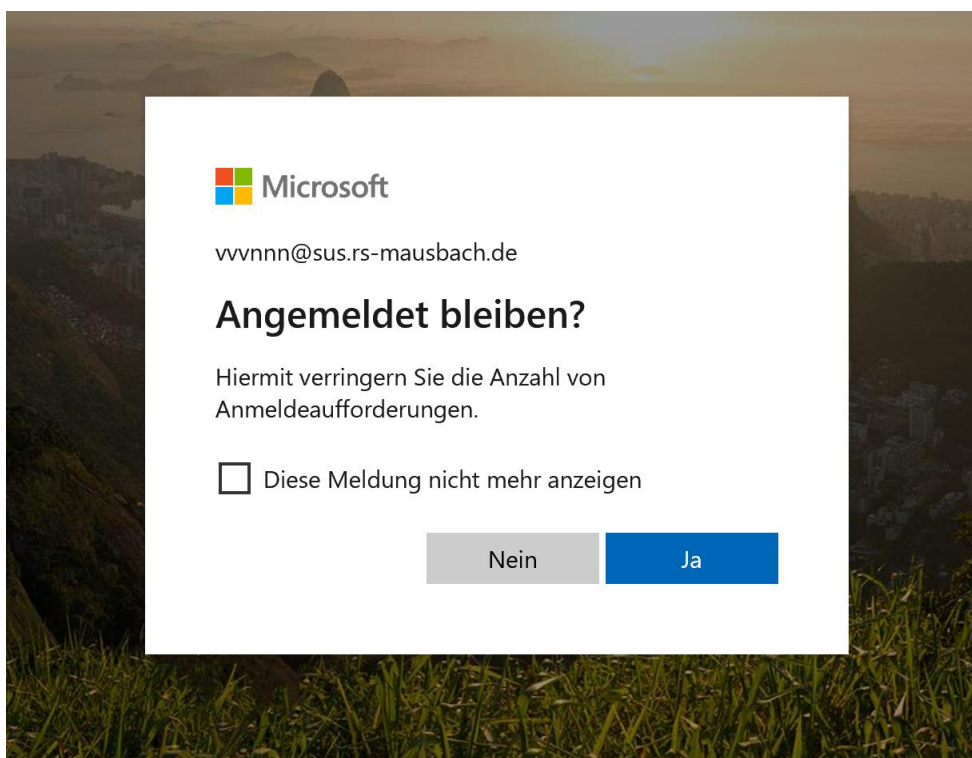 Microsoft
vvvnnn@sus.rs-mausbach.de
Angemeldet bleiben?
Hiermit verringern Sie die Anzahl von
Anmeldeaufforderungen.
Diese Meldung nicht mehr anzeigen
Nein Ja